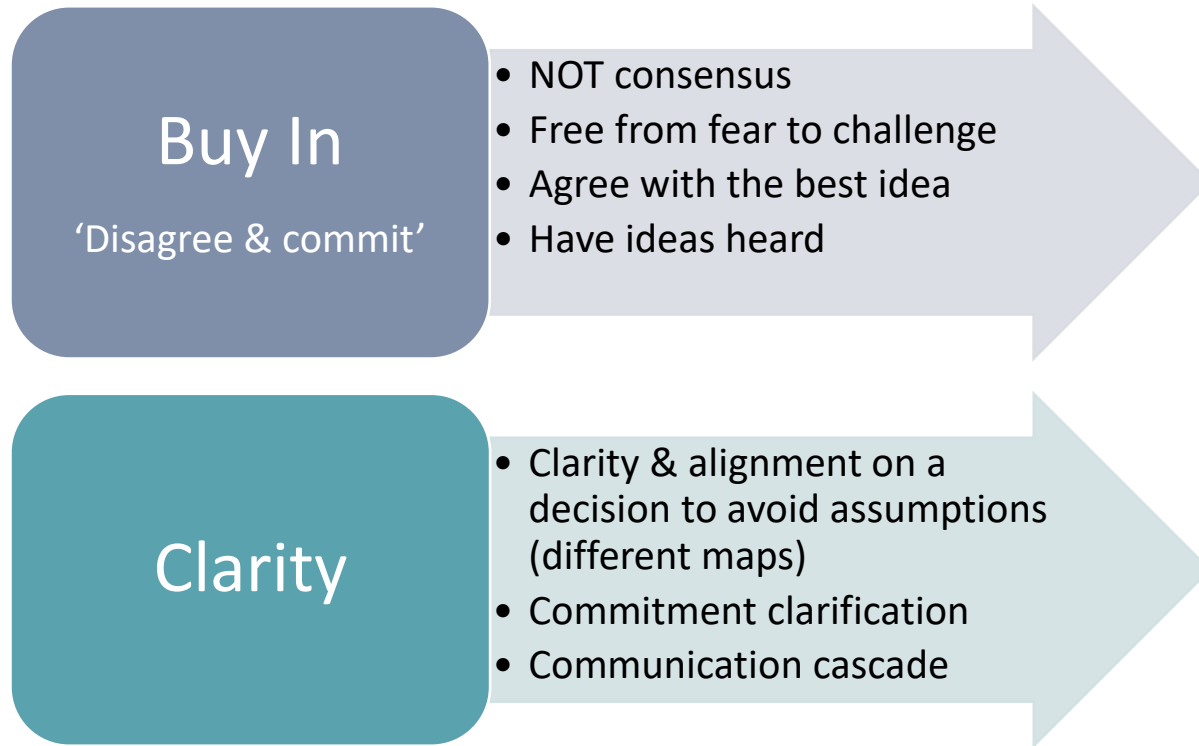 Buy In
‘Disagree & commit’
• NOT consensus
• Free from fear to challenge
• Agree with the best idea
• Have ideas heard
Clarity
• Clarity & alignment on a
decision to avoid assumptions
(different maps)
• Commitment clarification
• Communication cascade